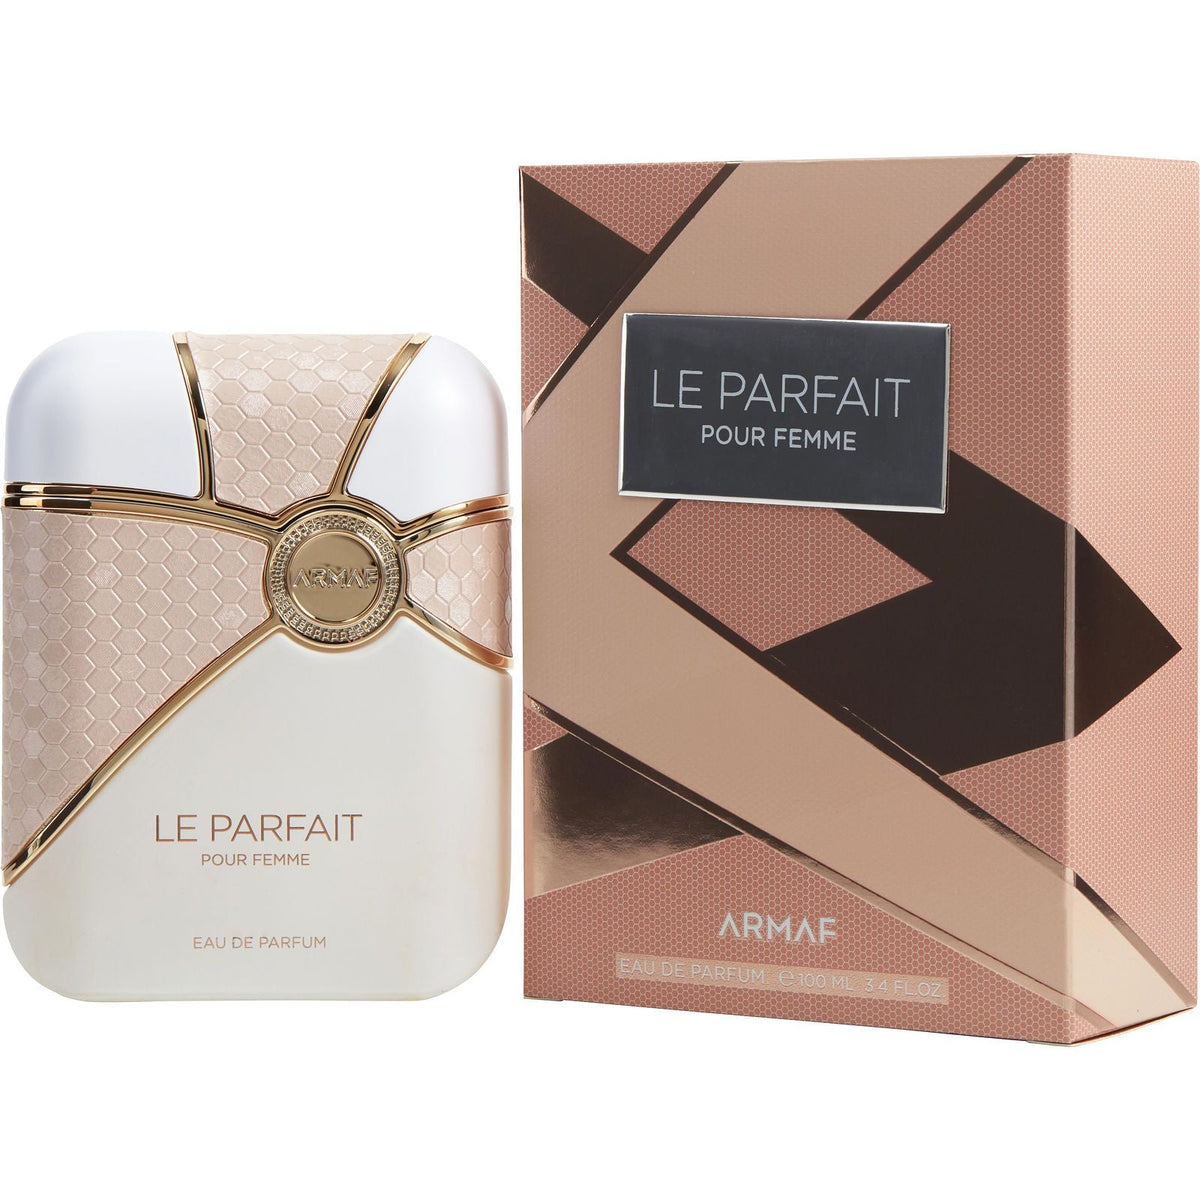 ARMAF
LE PARFAIT
POUR FEMME
EAU DE PARFUM
LE PARFAIT
POUR FEMME
ARMAF
EAU DE PARFUM ℮ 100 ML 3.4 FL.OZ